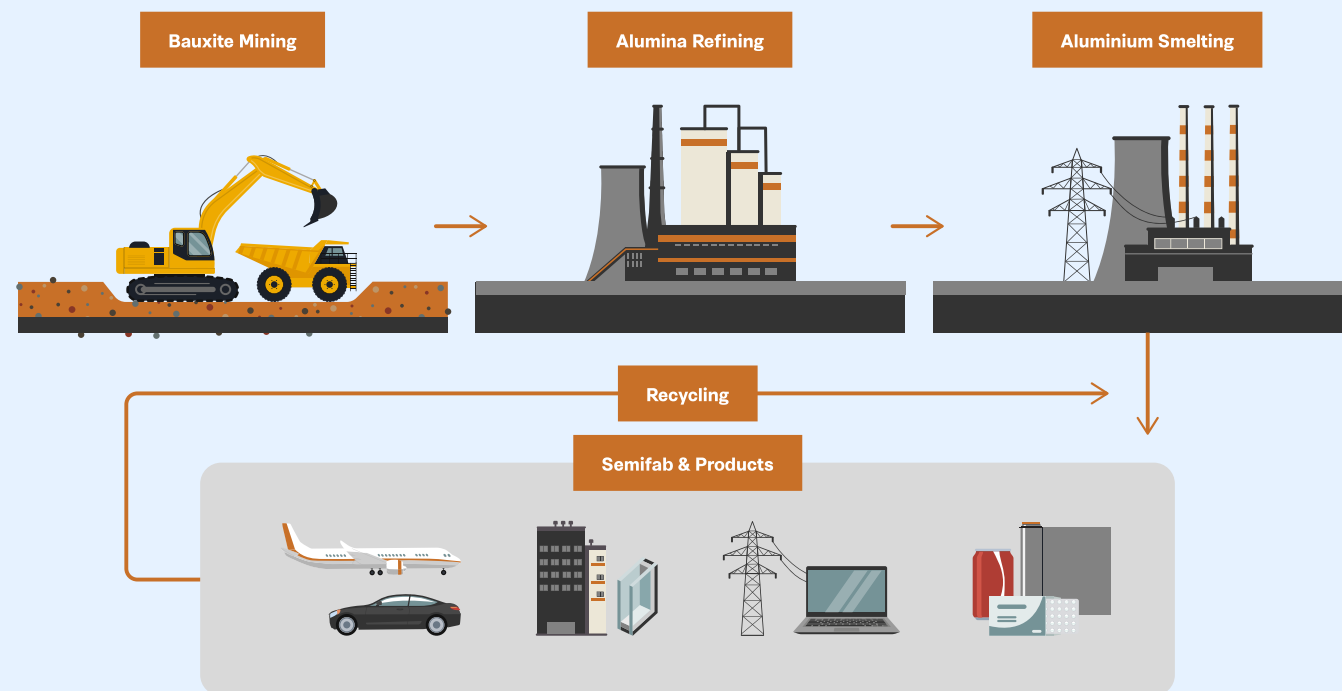 Bauxite Mining
Alumina Refining
Aluminium Smelting
Recycling
Semifab & Products